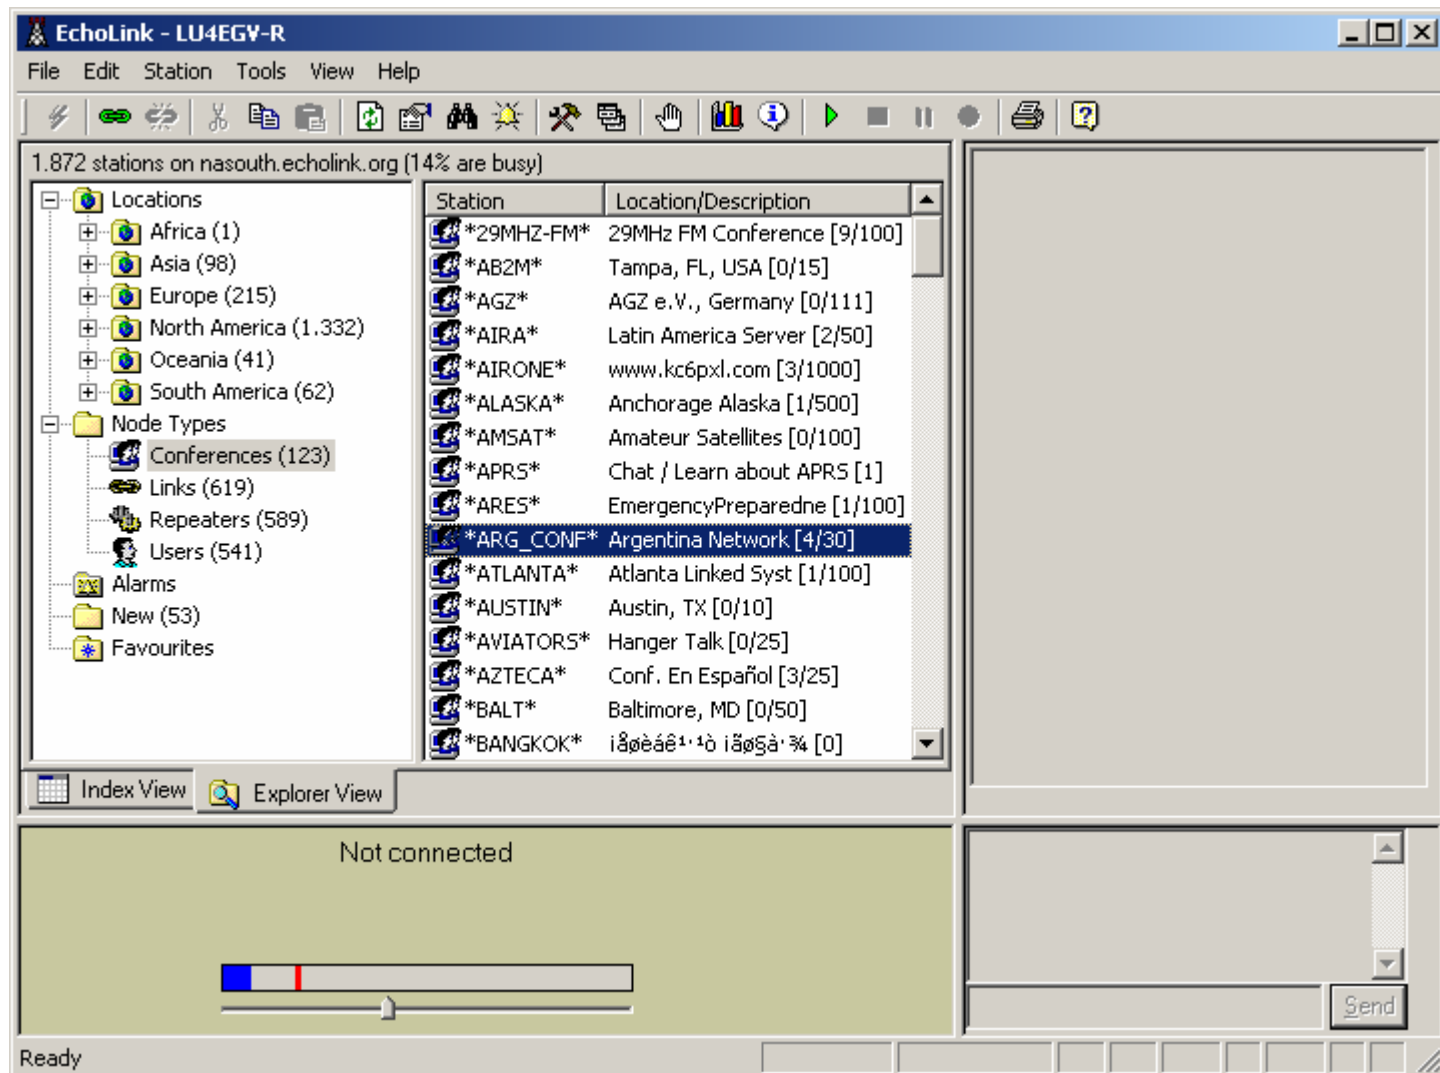 EchoLink - LU4EGV-R
File Edit Station Tools View Help
1.872 stations on nasouth.echolink.org (14% are busy)
Locations
Africa (1)
Asia (98)
Europe (215)
North America (1.332)
Oceania (41)
South America (62)
Node Types
Conferences (123)
Links (619)
Repeaters (589)
Users (541)
Alarms
New (53)
Favourites
Station Location/Description
*29MHZ-FM* 29MHz FM Conference [9/100]
*AB2M* Tampa, FL, USA [0/15]
*AGZ* AGZ e.V., Germany [0/111]
*AIRA* Latin America Server [2/50]
*AIRONE* www.kc6pxl.com [3/1000]
*ALASKA* Anchorage Alaska [1/500]
*AMSAT* Amateur Satellites [0/100]
*APRS* Chat / Learn about APRS [1]
*ARES* EmergencyPreparedne [1/100]
*ARG_CONF* Argentina Network [4/30]
*ATLANTA* Atlanta Linked Syst [1/100]
*AUSTIN* Austin, TX [0/10]
*AVIATORS* Hanger Talk [0/25]
*AZTECA* Conf. En Español [3/25]
*BALT* Baltimore, MD [0/50]
*BANGKOK* [0]
Index View Explorer View
Not connected
Send
Ready